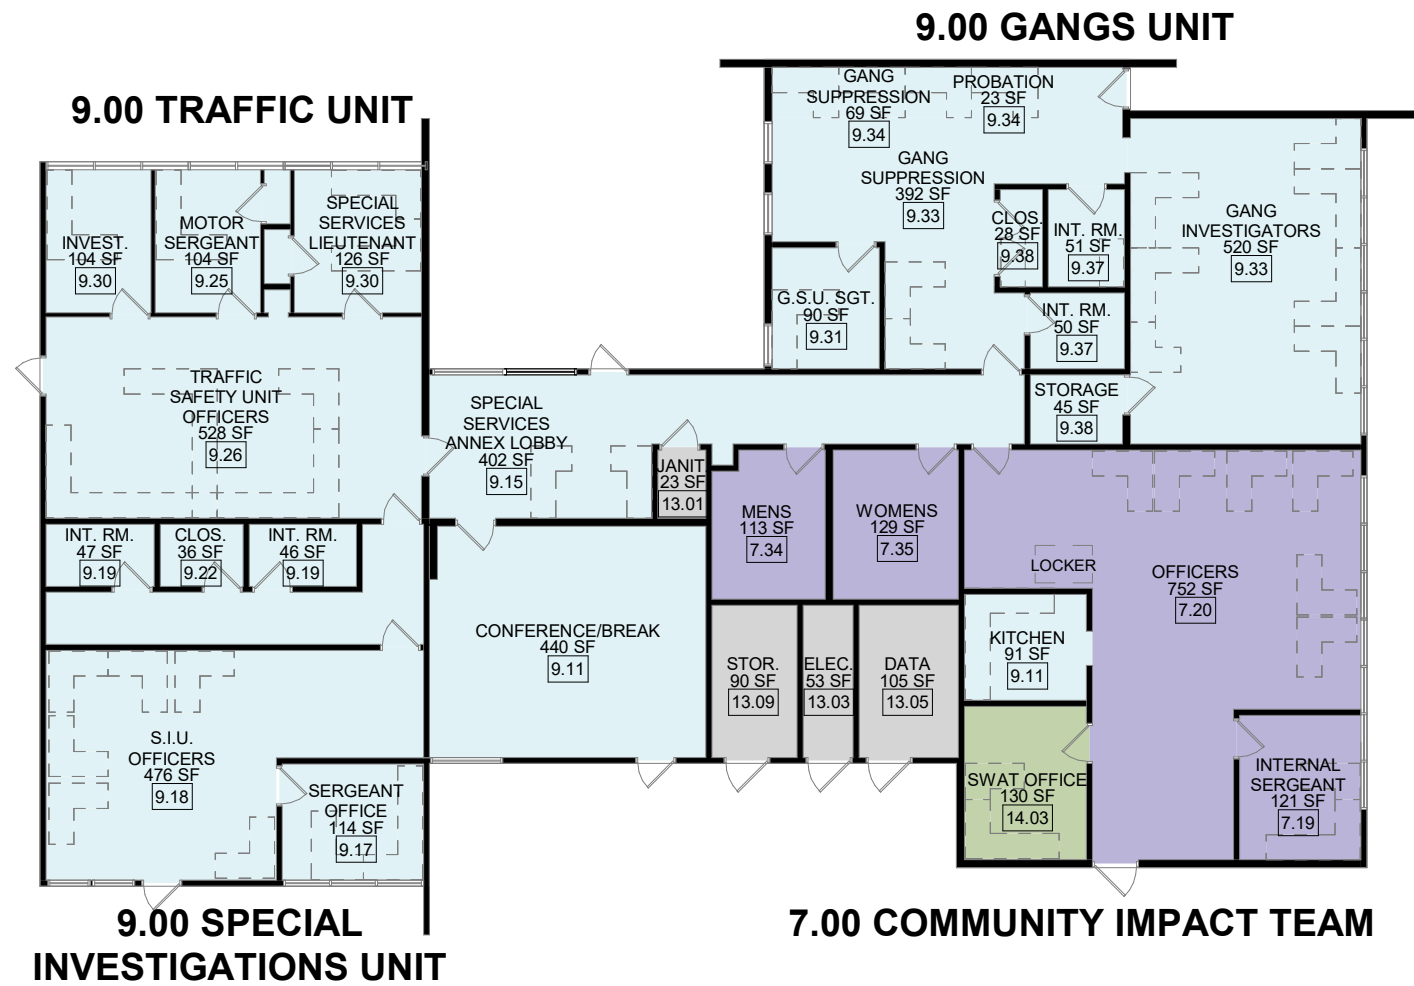 9.00 GANGS UNIT
9.00 TRAFFIC UNIT
GANG
SUPPRESSION
69 SF
9.34
PROBATION
23 SF
9.34
GANG
SUPPRESSION
392 SF
9.33
CLOS.
28 SF
9.38
INT. RM.
51 SF
9.37
GANG
INVESTIGATORS
520 SF
9.33
INVEST.
104 SF
9.30
MOTOR
SERGEANT
104 SF
9.25
SPECIAL
SERVICES
LIEUTENANT
126 SF
9.30
G.S.U. SGT.
90 SF
9.31
INT. RM.
50 SF
9.37
TRAFFIC
SAFETY UNIT
OFFICERS
528 SF
9.26
SPECIAL
SERVICES
ANNEX LOBBY
402 SF
9.15
STORAGE
45 SF
9.38
JANIT.
23 SF
13.01
MENS
113 SF
7.34
WOMENS
129 SF
7.35
INT. RM.
47 SF
9.19
CLOS.
36 SF
9.22
INT. RM.
46 SF
9.19
LOCKER
OFFICERS
752 SF
7.20
CONFERENCE/BREAK
440 SF
9.11
KITCHEN
91 SF
9.11
STOR.
90 SF
13.09
ELEC.
53 SF
13.03
DATA
105 SF
13.05
S.I.U.
OFFICERS
476 SF
9.18
SERGEANT
OFFICE
114 SF
9.17
SWAT OFFICE
130 SF
14.03
INTERNAL
SERGEANT
121 SF
7.19
9.00 SPECIAL
INVESTIGATIONS UNIT
7.00 COMMUNITY IMPACT TEAM